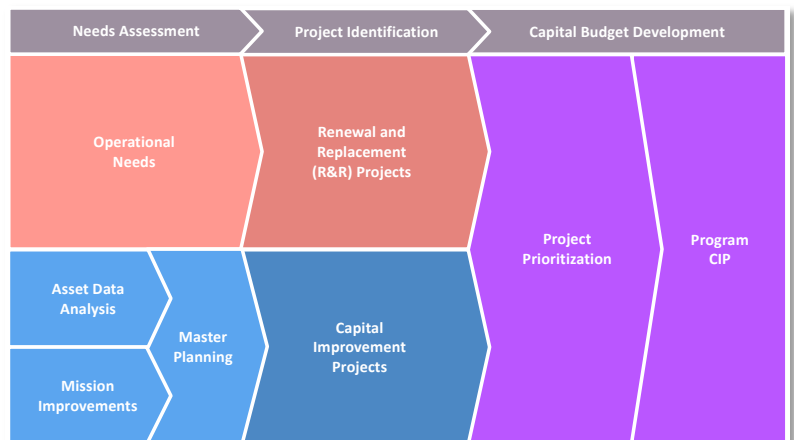 Needs Assessment
Project Identification
Capital Budget Development
Operational
Needs
Renewal and
Replacement
(R&R) Projects
Project
Prioritization
Program
CIP
Asset Data
Analysis
Master
Planning
Capital
Improvement
Projects
Mission
Improvements